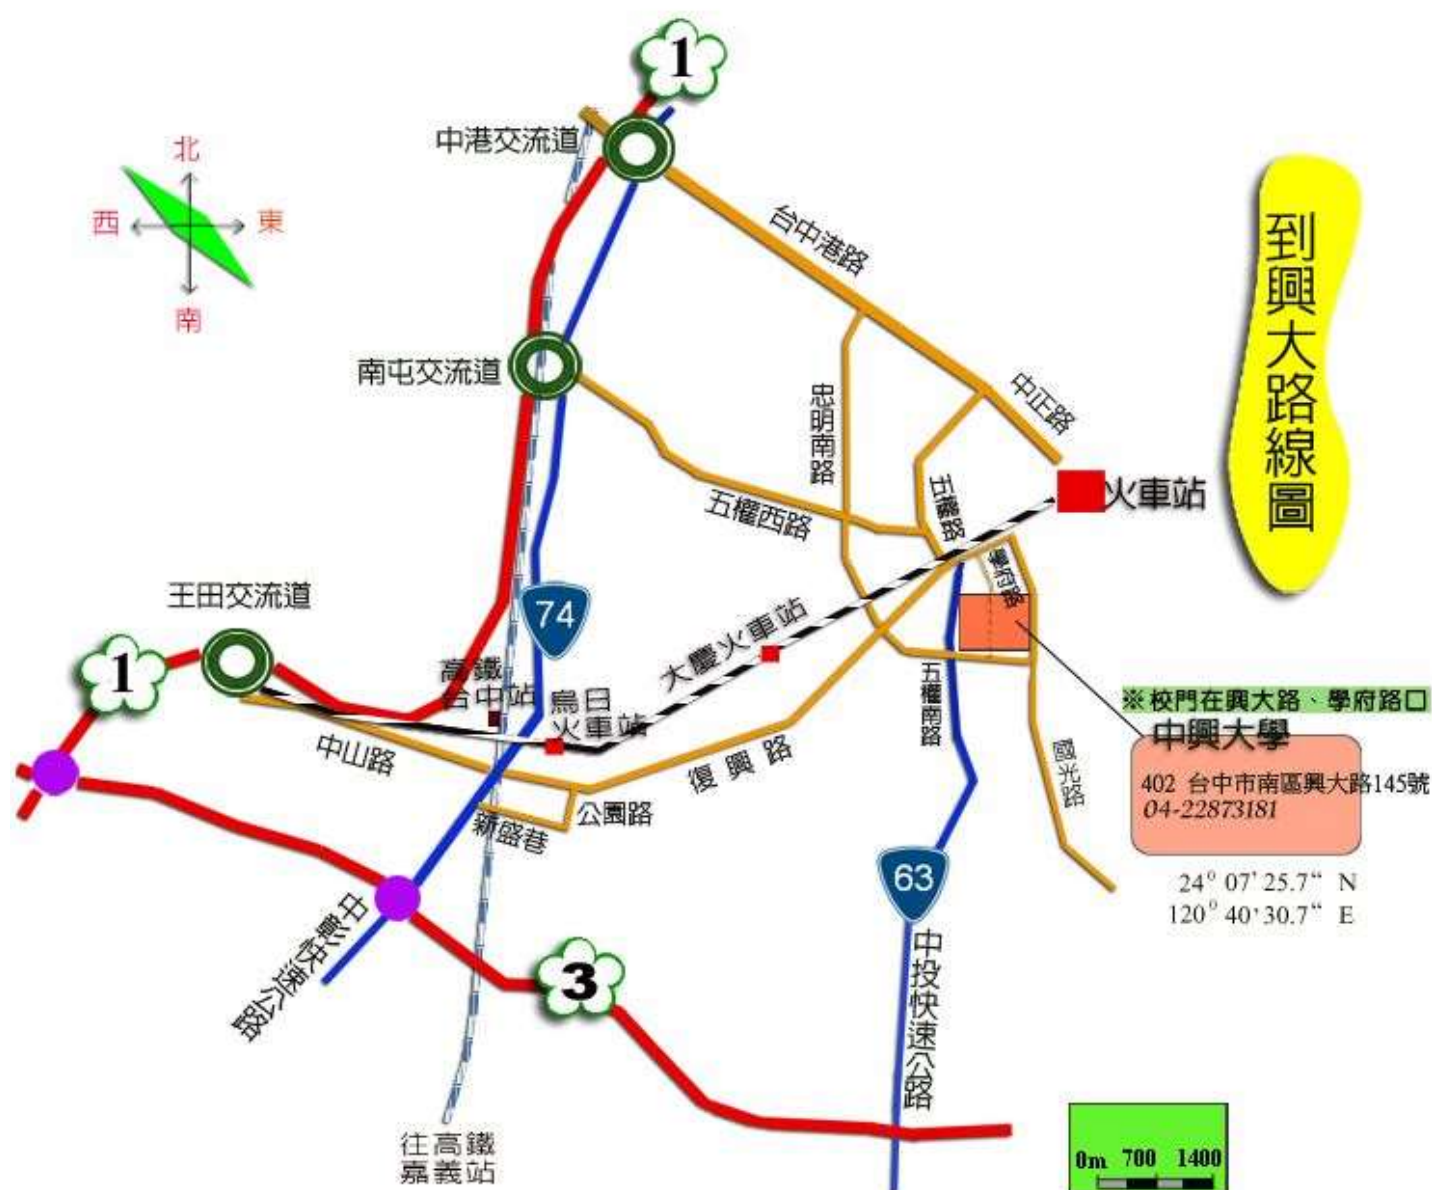 1
中港交流道
北
西
東
南
台中港路
到興大路線圖
南屯交流道
中正路
忠明南路
五權西路
五權路
火車站
學府路
王田交流道
74
大慶火車站
1
高鐵
台中站
烏日
火車站
五權南路
※校門在興大路、學府路口
中興大學
402 台中市南區興大路145號
04-22873181
中山路
復興路
國光路
公園路
新盛巷
63
24° 07' 25.7“ N
120° 40' 30.7“ E
中彰快速公路
3
中投快速公路
往高鐵
嘉義站
0m 700 1400